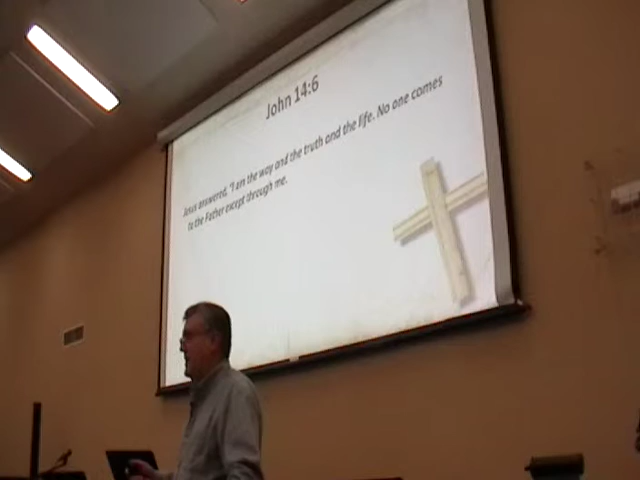 John 14:6
Jesus answered, "I am the way and the truth and the life. No one comes
to the Father except through me.